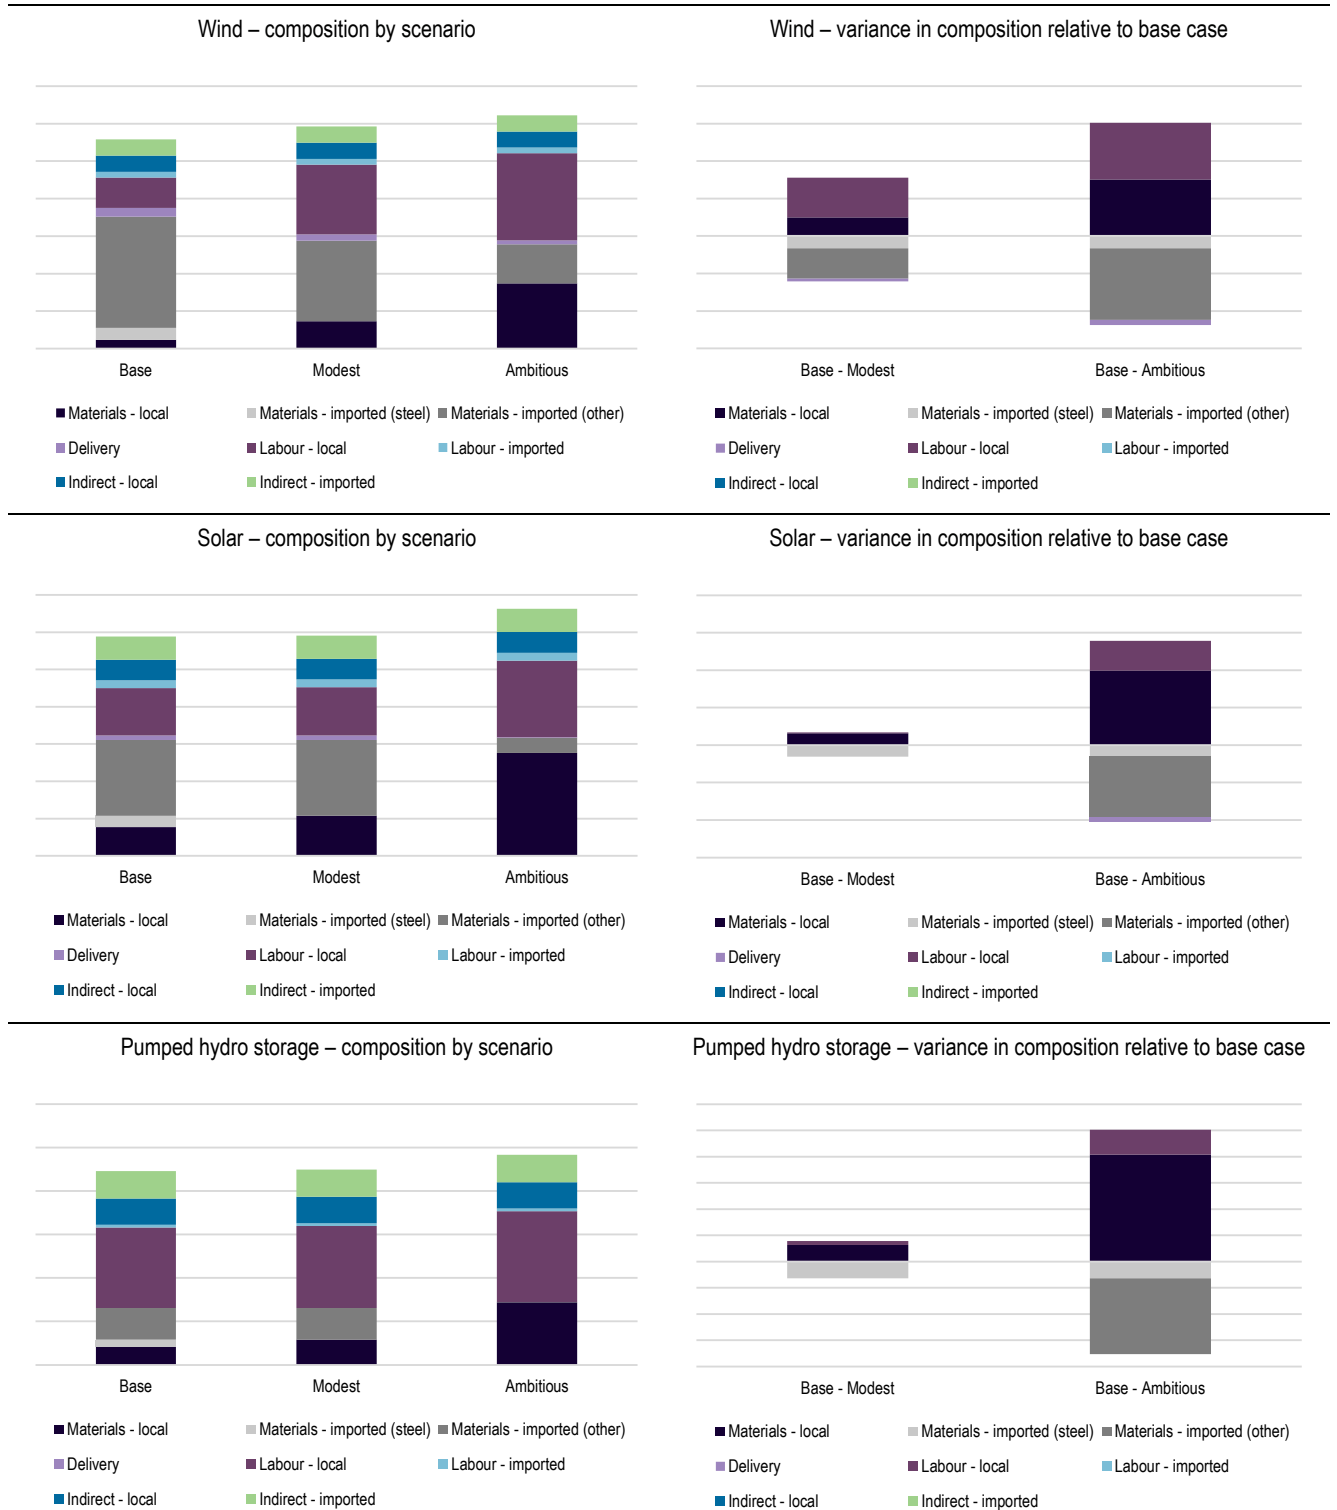 Wind – composition by scenario
Wind – variance in composition relative to base case
Base Modest Ambitious
Base - Modest Base - Ambitious
Materials - local Materials - imported (steel) Materials - imported (other)
Delivery Labour - local Labour - imported
Indirect - local Indirect - imported
Materials - local Materials - imported (steel) Materials - imported (other)
Delivery Labour - local Labour - imported
Indirect - local Indirect - imported
Solar – composition by scenario
Solar – variance in composition relative to base case
Base Modest Ambitious
Base - Modest Base - Ambitious
Materials - local Materials - imported (steel) Materials - imported (other)
Delivery Labour - local Labour - imported
Indirect - local Indirect - imported
Materials - local Materials - imported (steel) Materials - imported (other)
Delivery Labour - local Labour - imported
Indirect - local Indirect - imported
Pumped hydro storage – composition by scenario
Pumped hydro storage – variance in composition relative to base case
Base Modest Ambitious
Base - Modest Base - Ambitious
Materials - local Materials - imported (steel) Materials - imported (other)
Delivery Labour - local Labour - imported
Indirect - local Indirect - imported
Materials - local Materials - imported (steel) Materials - imported (other)
Delivery Labour - local Labour - imported
Indirect - local Indirect - imported